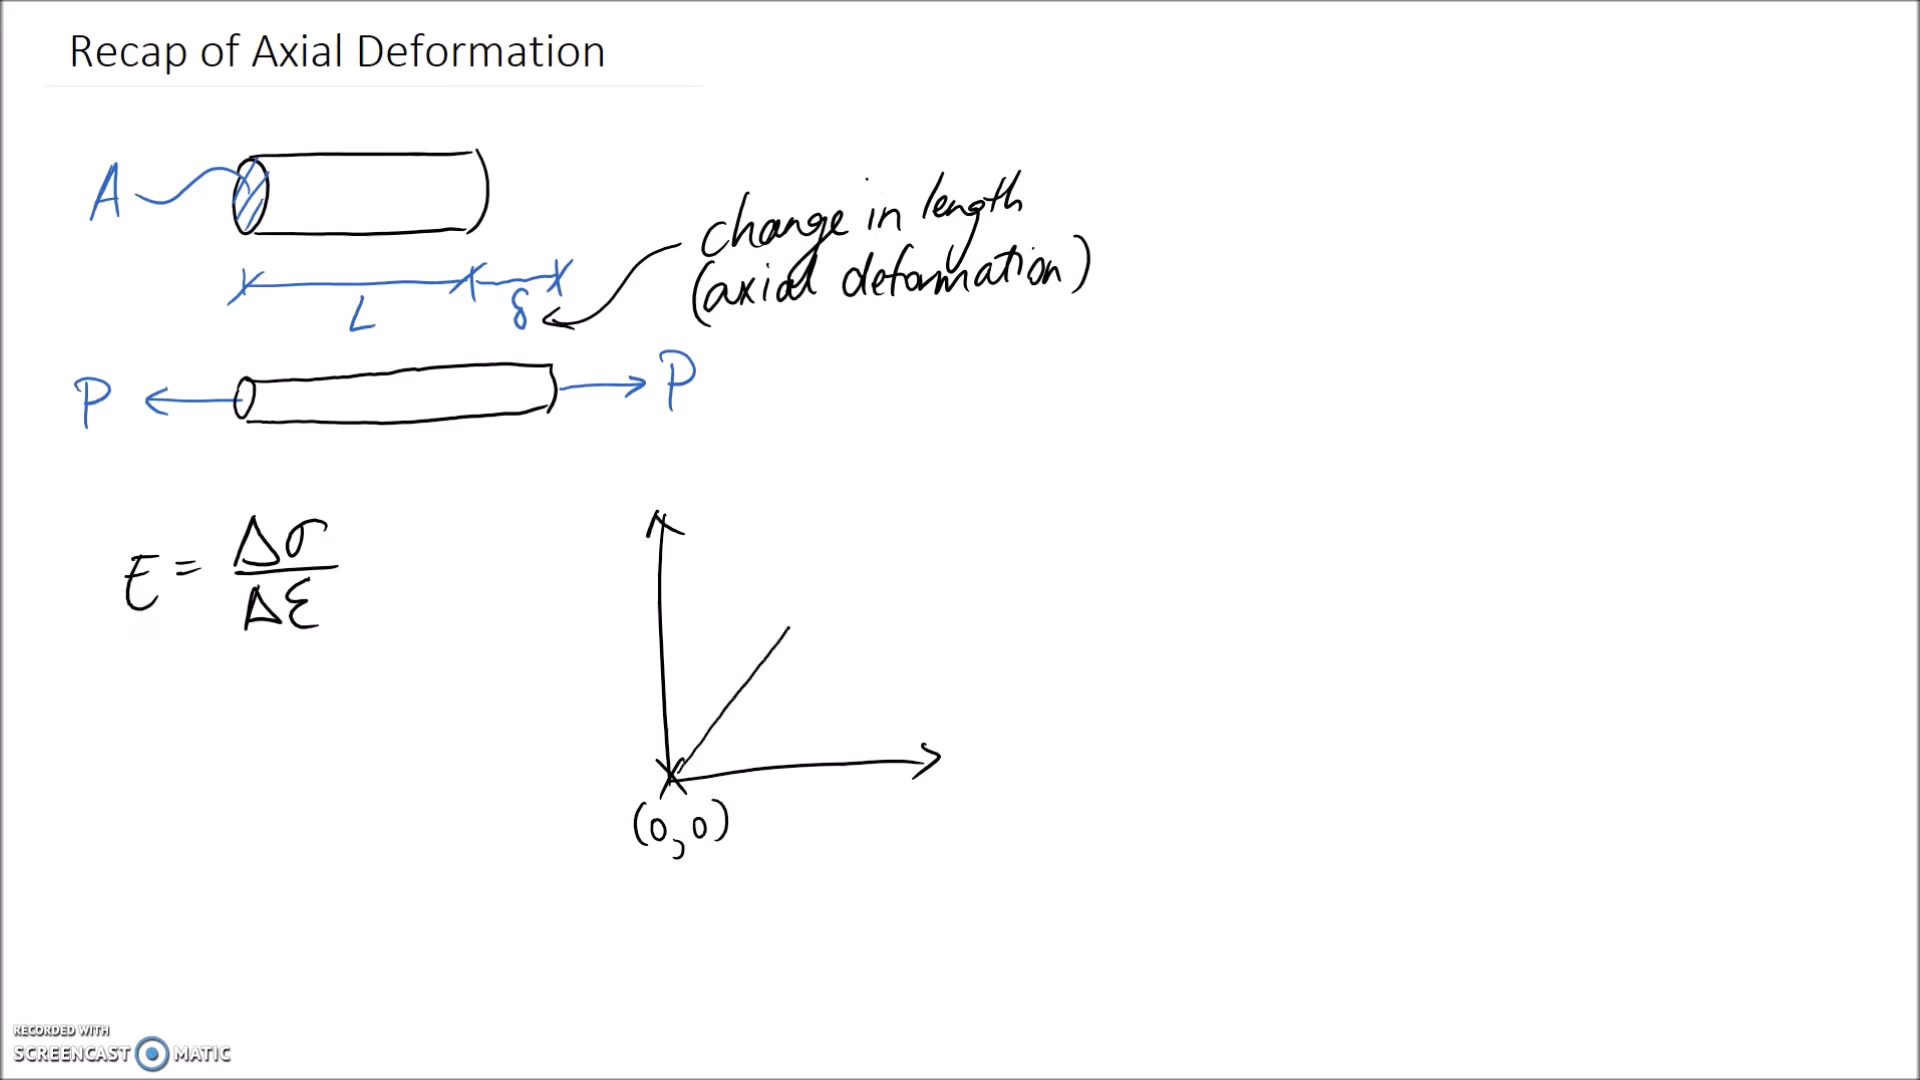 Recap of Axial Deformation
A
change in length
(axial deformation)
L
δ
P
P
E = Δσ
Δε
(0,0)
RECORDED WITH
SCREENCAST MATIC